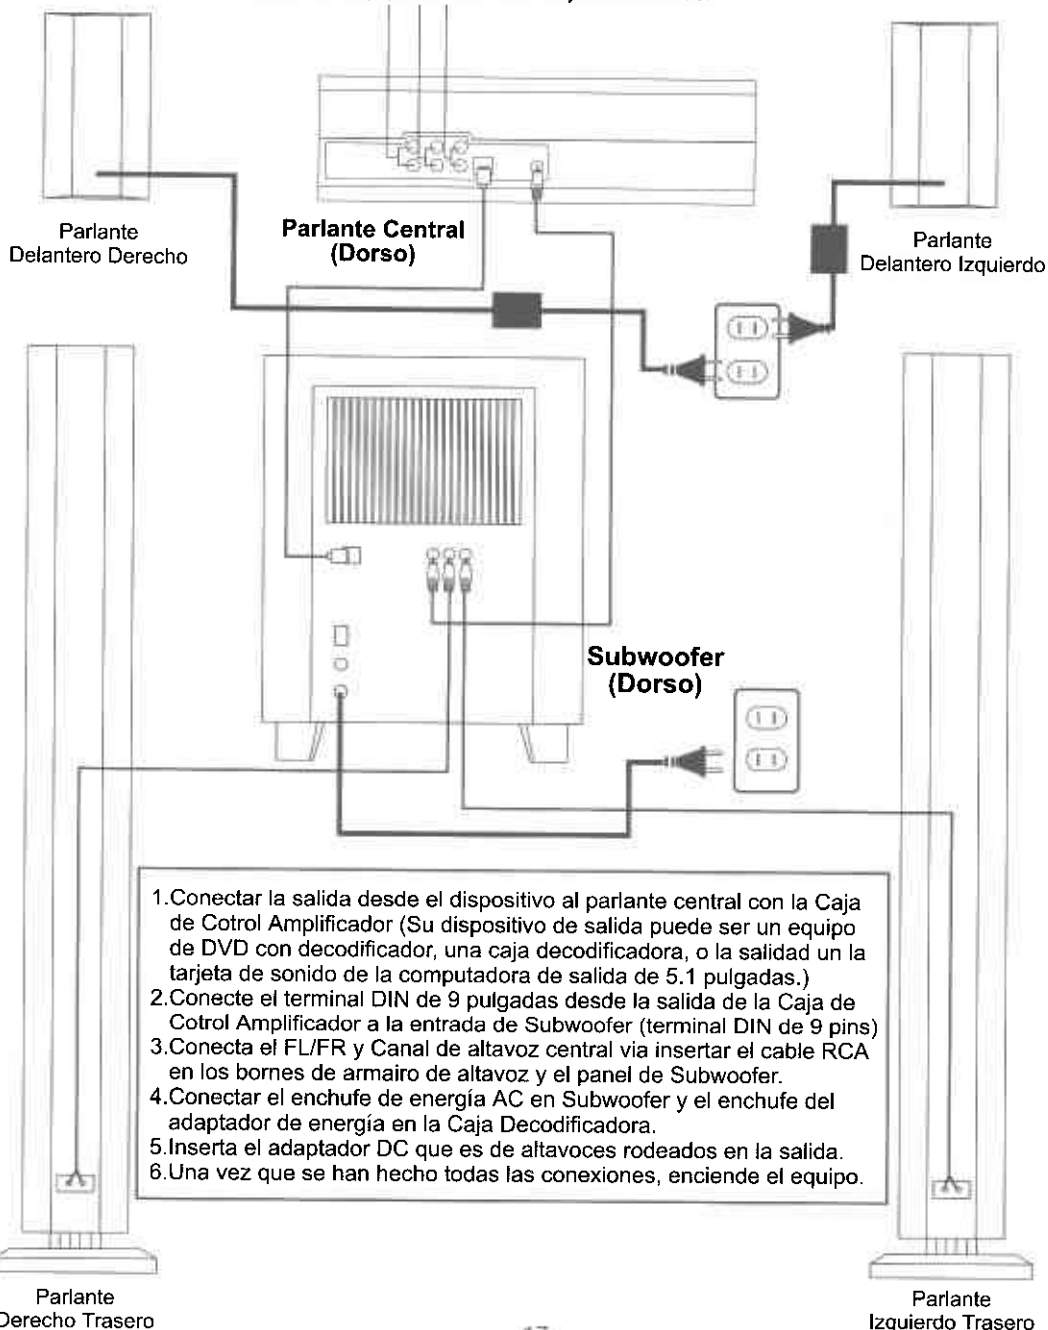 Parlante
Delantero Derecho
Parlante Central
(Dorso)
Parlante
Delantero Izquierdo
Subwoofer
(Dorso)
1.Conectar la salida desde el dispositivo al parlante central con la Caja
de Cotrol Amplificador (Su dispositivo de salida puede ser un equipo
de DVD con decodificador, una caja decodificadora, o la salidad un la
tarjeta de sonido de la computadora de salida de 5.1 pulgadas.)
2.Conecte el terminal DIN de 9 pulgadas desde la salida de la Caja de
Cotrol Amplificador a la entrada de Subwoofer (terminal DIN de 9 pins)
3.Conecta el FL/FR y Canal de altavoz central via insertar el cable RCA
en los bornes de armairo de altavoz y el panel de Subwoofer.
4.Conectar el enchufe de energía AC en Subwoofer y el enchufe del
adaptador de energía en la Caja Decodificadora.
5.Inserta el adaptador DC que es de altavoces rodeados en la salida.
6.Una vez que se han hecho todas las conexiones, enciende el equipo.
Parlante
Derecho Trasero
Parlante
Izquierdo Trasero